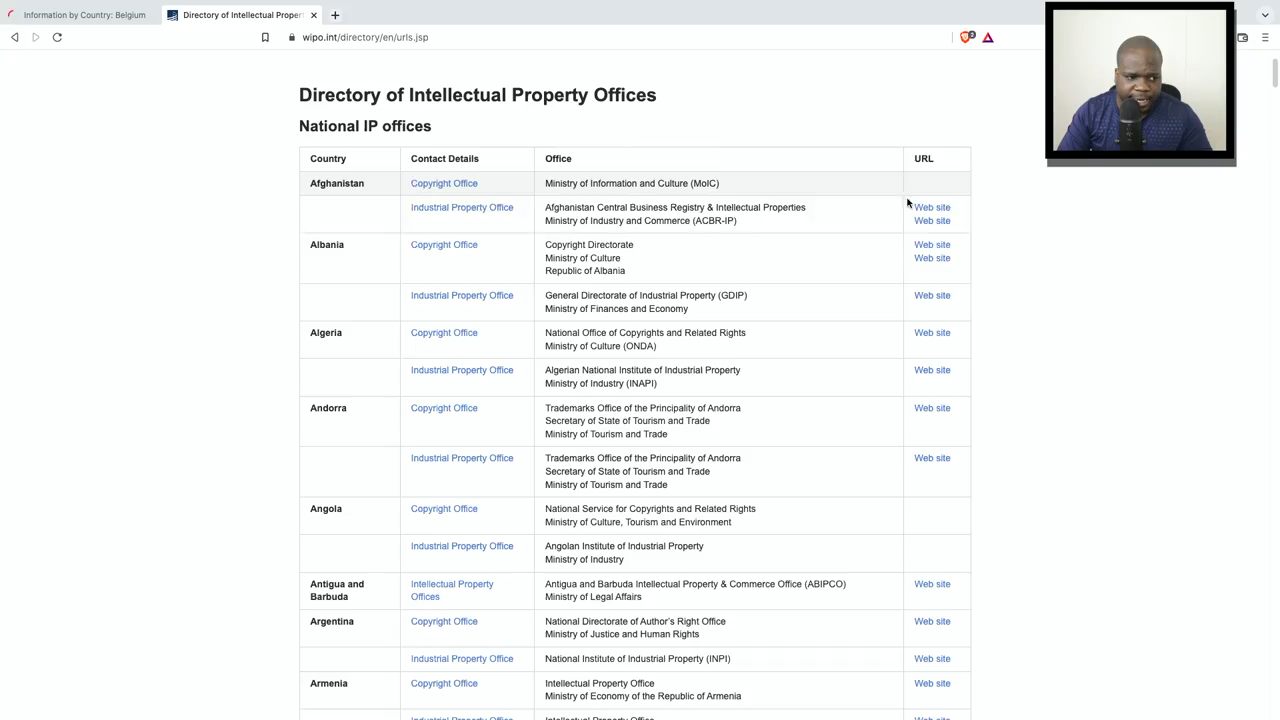 Information by Country: Belgium
Directory of Intellectual Proper
wipo.int/directory/en/urls.jsp
Directory of Intellectual Property Offices
National IP offices
Country Contact Details Office URL
Afghanistan Copyright Office Ministry of Information and Culture (MoIC)
Industrial Property Office Afghanistan Central Business Registry & Intellectual Properties Web site
Ministry of Industry and Commerce (ACBR-IP) Web site
Albania Copyright Office Copyright Directorate Web site
Ministry of Culture Web site
Republic of Albania
Industrial Property Office General Directorate of Industrial Property (GDIP) Web site
Ministry of Finances and Economy
Algeria Copyright Office National Office of Copyrights and Related Rights Web site
Ministry of Culture (ONDA)
Industrial Property Office Algerian National Institute of Industrial Property Web site
Ministry of Industry (INAPI)
Andorra Copyright Office Trademarks Office of the Principality of Andorra Web site
Secretary of State of Tourism and Trade
Ministry of Tourism and Trade
Industrial Property Office Trademarks Office of the Principality of Andorra Web site
Secretary of State of Tourism and Trade
Ministry of Tourism and Trade
Angola Copyright Office National Service for Copyrights and Related Rights
Ministry of Culture, Tourism and Environment
Industrial Property Office Angolan Institute of Industrial Property
Ministry of Industry
Antigua and Intellectual Property Antigua and Barbuda Intellectual Property & Commerce Office (ABIPCO) Web site
Barbuda Offices Ministry of Legal Affairs
Argentina Copyright Office National Directorate of Author's Right Office Web site
Ministry of Justice and Human Rights
Industrial Property Office National Institute of Industrial Property (INPI) Web site
Armenia Copyright Office Intellectual Property Office Web site
Ministry of Economy of the Republic of Armenia